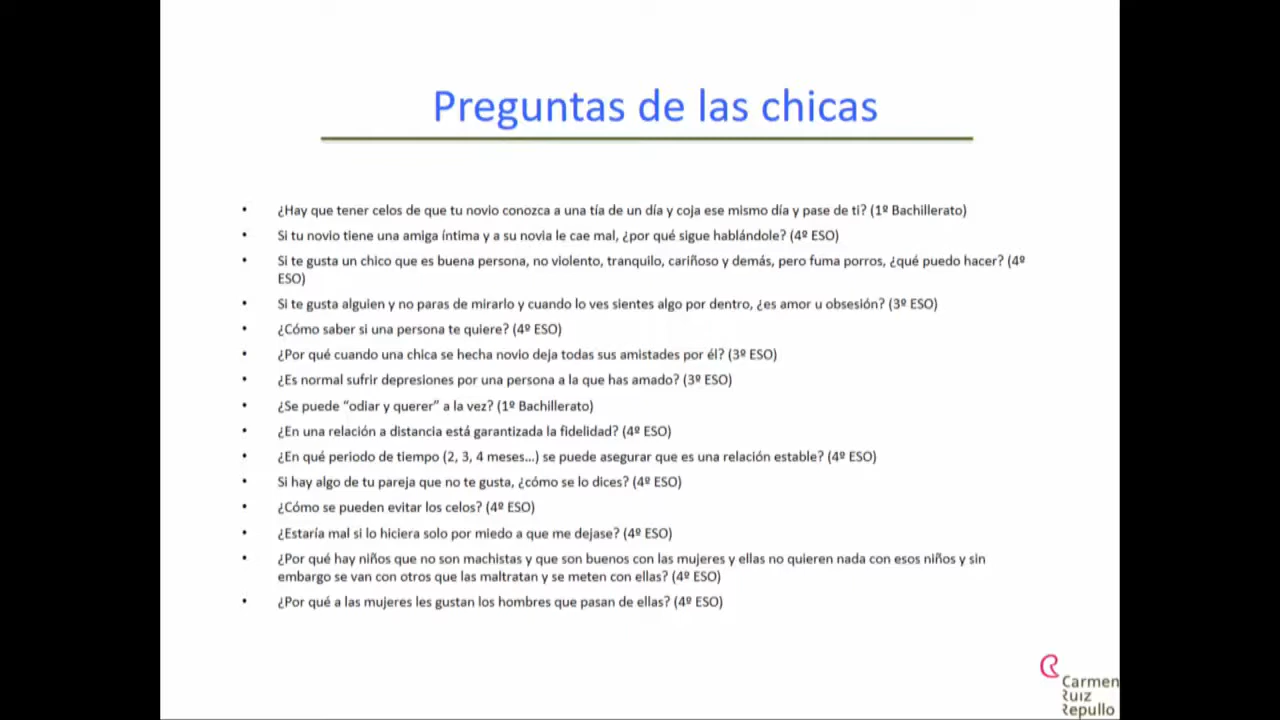 Preguntas de las chicas
• ¿Hay que tener celos de que tu novio conozca a una tía de un día y coja ese mismo día y pase de ti? (1º Bachillerato)
• Si tu novio tiene una amiga íntima y a su novia le cae mal, ¿por qué sigue hablándole? (4º ESO)
• Si te gusta un chico que es buena persona, no violento, tranquilo, cariñoso y demás, pero fuma porros, ¿qué puedo hacer? (4º
ESO)
• Si te gusta alguien y no paras de mirarlo y cuando lo ves sientes algo por dentro, ¿es amor u obsesión? (3º ESO)
• ¿Cómo saber si una persona te quiere? (4º ESO)
• ¿Por qué cuando una chica se hecha novio deja todas sus amistades por él? (3º ESO)
• ¿Es normal sufrir depresiones por una persona a la que has amado? (3º ESO)
• ¿Se puede “odiar y querer” a la vez? (1º Bachillerato)
• ¿En una relación a distancia está garantizada la fidelidad? (4º ESO)
• ¿En qué periodo de tiempo (2, 3, 4 meses…) se puede asegurar que es una relación estable? (4º ESO)
• Si hay algo de tu pareja que no te gusta, ¿cómo se lo dices? (4º ESO)
• ¿Cómo se pueden evitar los celos? (4º ESO)
• ¿Estaría mal si lo hiciera solo por miedo a que me dejase? (4º ESO)
• ¿Por qué hay niños que no son machistas y que son buenos con las mujeres y ellas no quieren nada con esos niños y sin
embargo se van con otros que las maltratan y se meten con ellas? (4º ESO)
• ¿Por qué a las mujeres les gustan los hombres que pasan de ellas? (4º ESO)
Carmen
Ruiz
Repullo